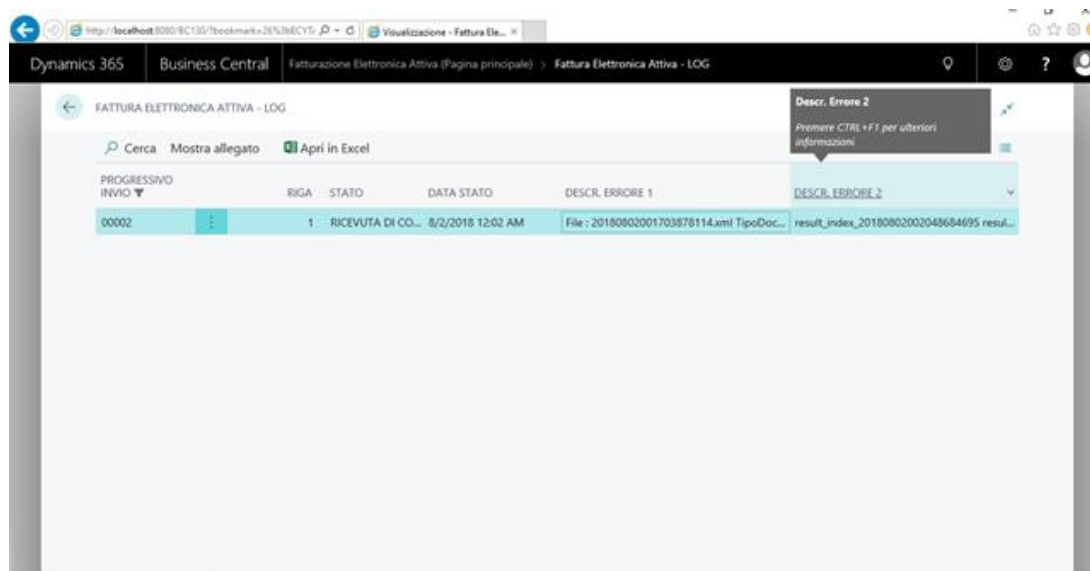 http://localhost:8080/BC130/?bookmark=26%3bECYT/
Visualizzazione - Fattura Ele...
Dynamics 365 Business Central Fatturazione Elettronica Attiva (Pagina principale) > Fattura Elettronica Attiva - LOG ?
FATTURA ELETTRONICA ATTIVA - LOG
Descr. Errore 2
Premere CTRL+F1 per ulteriori
informazioni
Cerca Mostra allegato Apri in Excel
PROGRESSIVO
INVIO RIGA STATO DATA STATO DESCR. ERRORE 1 DESCR. ERRORE 2
00002 1 RICEVUTA DI CO... 8/2/2018 12:02 AM File : 20180802001703878114.xml TipoDoc... result_index_20180802002048684695 resul...